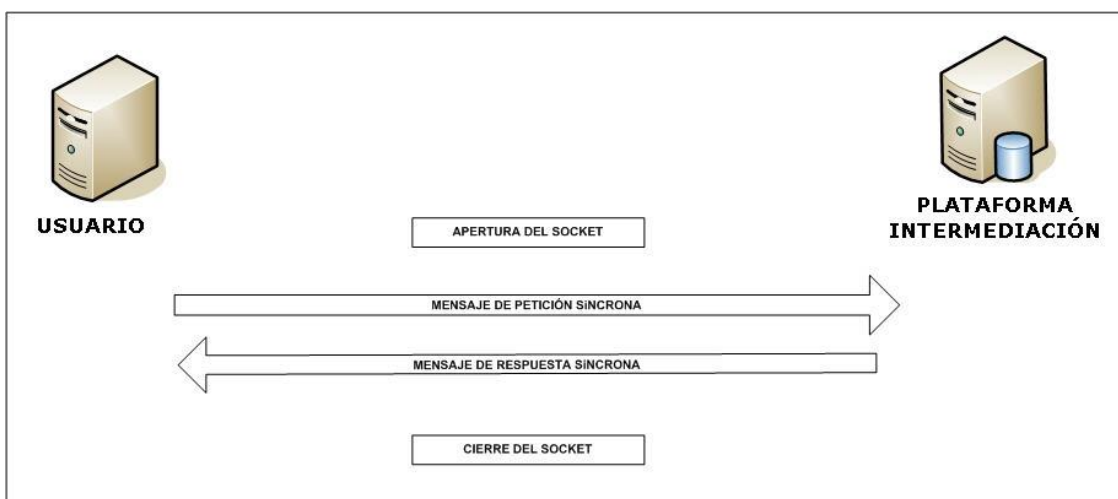 USUARIO
PLATAFORMA
INTERMEDIACIÓN
APERTURA DEL SOCKET
MENSAJE DE PETICIÓN SíNCRONA
MENSAJE DE RESPUESTA SíNCRONA
CIERRE DEL SOCKET